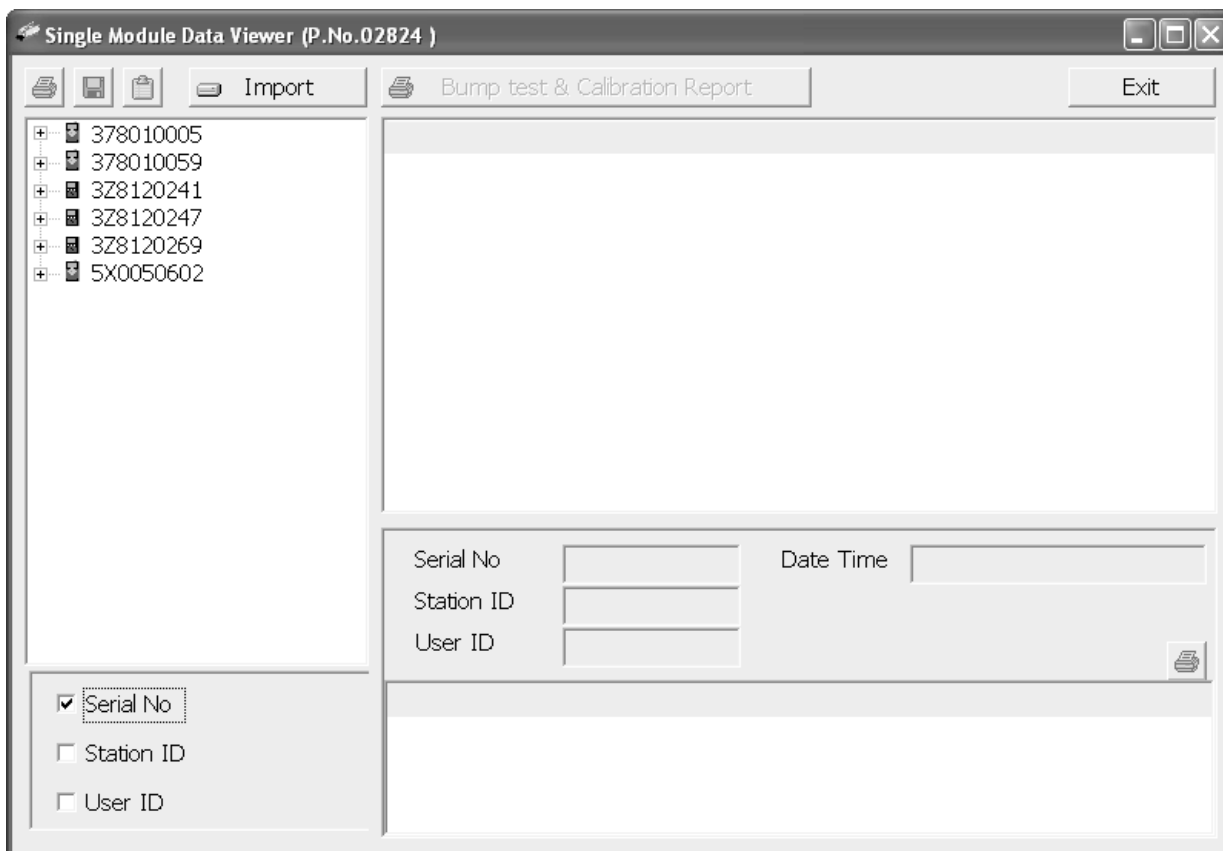 Single Module Data Viewer (P.No.02824 )
Import
Bump test & Calibration Report
Exit
378010005
378010059
3Z8120241
3Z8120247
3Z8120269
5X0050602
Serial No
Date Time
Station ID
User ID
Serial No
Station ID
User ID